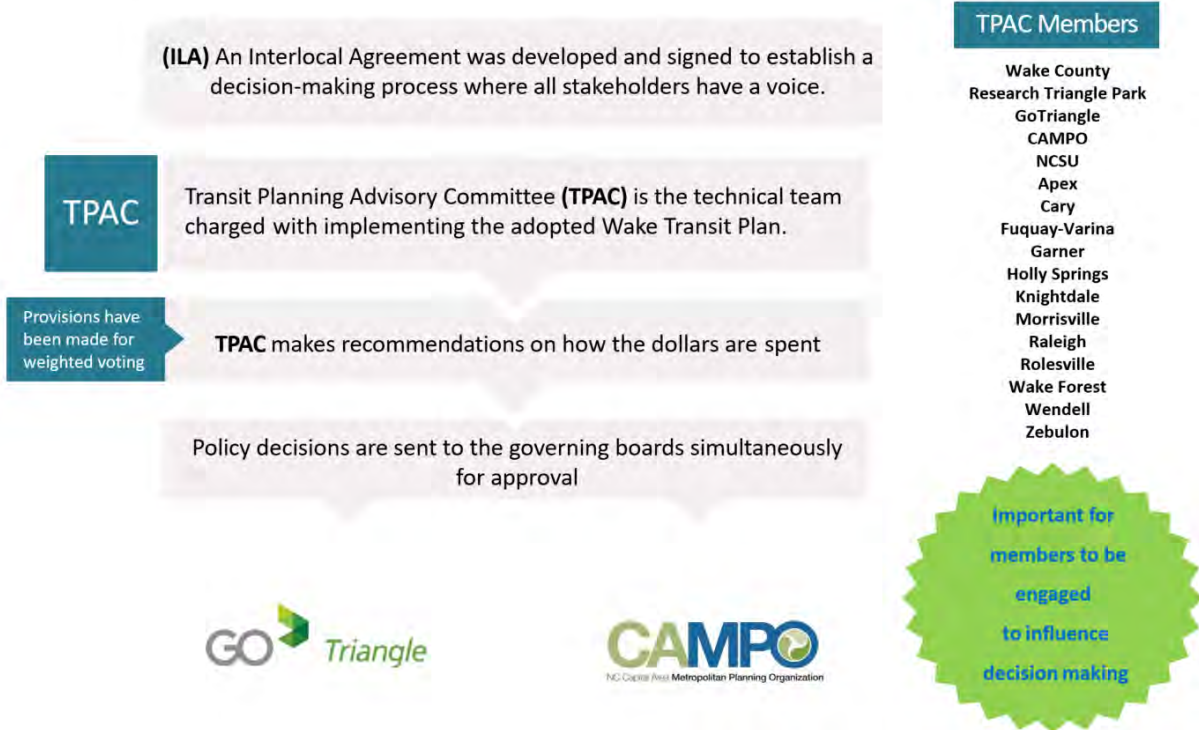 (ILA) An Interlocal Agreement was developed and signed to establish a
decision-making process where all stakeholders have a voice.
TPAC
Transit Planning Advisory Committee (TPAC) is the technical team
charged with implementing the adopted Wake Transit Plan.
Provisions have
been made for
weighted voting
TPAC makes recommendations on how the dollars are spent
Policy decisions are sent to the governing boards simultaneously
for approval
GO Triangle
CAMPO
NC Capital Area Metropolitan Planning Organization
TPAC Members
Wake County
Research Triangle Park
GoTriangle
CAMPO
NCSU
Apex
Cary
Fuquay-Varina
Garner
Holly Springs
Knightdale
Morrisville
Raleigh
Rolesville
Wake Forest
Wendell
Zebulon
Important for
members to be
engaged
to influence
decision making